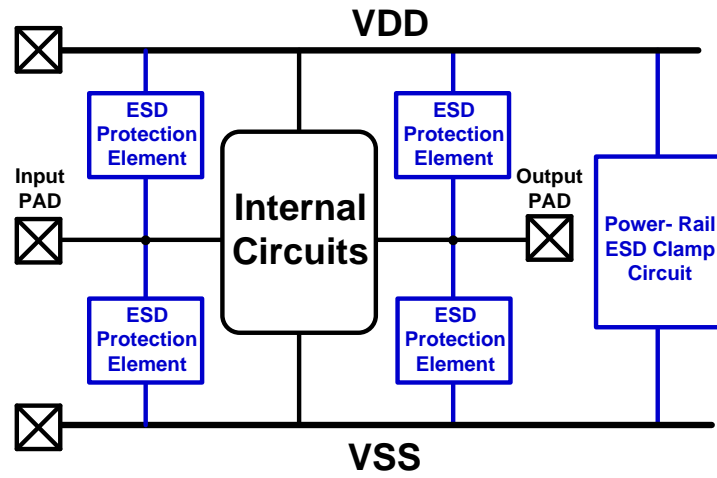 VDD
ESD
Protection
Element
ESD
Protection
Element
Input
PAD
Internal
Circuits
Output
PAD
Power- Rail
ESD Clamp
Circuit
ESD
Protection
Element
ESD
Protection
Element
VSS